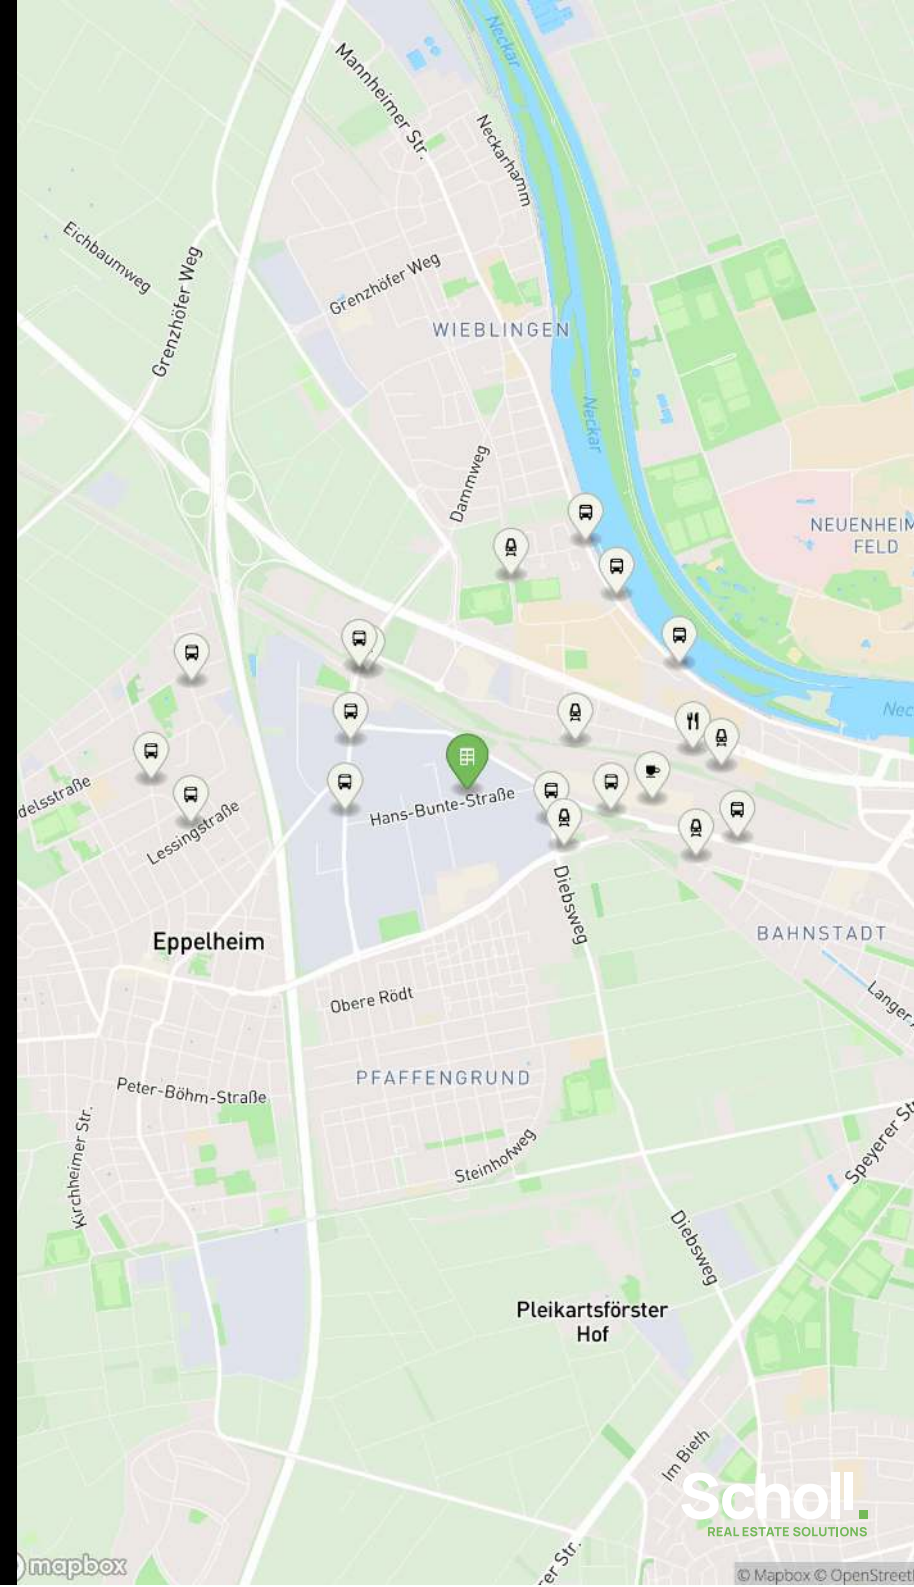 Neckar
Mannheimer Str.
Neckarhamm
Eichbaumweg
Grenzhöfer Weg
Grenzhöfer Weg
WIEBLINGEN
Neckar
Dammweg
NEUENHEIM
FELD
Nec
delsstraße
Lessingstraße
Hans-Bunte-Straße
Diebsweg
Eppelheim
BAHNSTADT
Obere Rödt
Langer
PFAFFENGRUND
Peter-Böhm-Straße
Kirchheimer Str.
Steinhofweg
Speyerer Str
Diebsweg
Pleikartsförster
Hof
Im Bieth
Scholl.
REAL ESTATE SOLUTIONS
erer Str.
mapbox
© Mapbox © OpenStreet